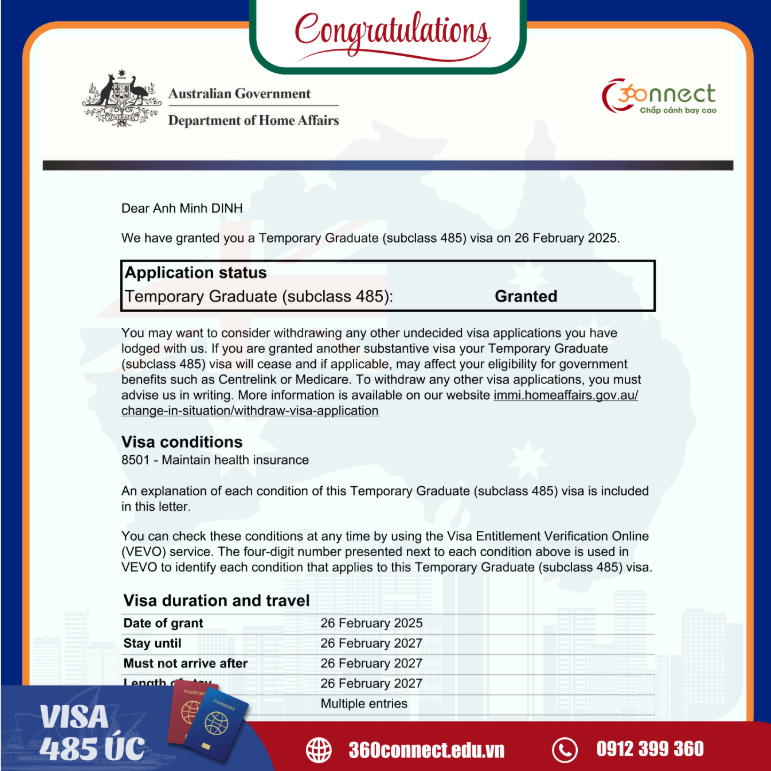 Congratulations
Australian Government
Department of Home Affairs
360nnect
Chắp cánh bay cao
Dear Anh Minh DINH
We have granted you a Temporary Graduate (subclass 485) visa on 26 February 2025.
Application status
Temporary Graduate (subclass 485): Granted
You may want to consider withdrawing any other undecided visa applications you have
lodged with us. If you are granted another substantive visa your Temporary Graduate
(subclass 485) visa will cease and if applicable, may affect your eligibility for government
benefits such as Centrelink or Medicare. To withdraw any other visa applications, you must
advise us in writing. More information is available on our website immi.homeaffairs.gov.au/
change-in-situation/withdraw-visa-application
Visa conditions
8501 - Maintain health insurance
An explanation of each condition of this Temporary Graduate (subclass 485) visa is included
in this letter.
You can check these conditions at any time by using the Visa Entitlement Verification Online
(VEVO) service. The four-digit number presented next to each condition above is used in
VEVO to identify each condition that applies to this Temporary Graduate (subclass 485) visa.
Visa duration and travel
Date of grant 26 February 2025
Stay until 26 February 2027
Must not arrive after 26 February 2027
Length of stay 26 February 2027
Multiple entries
VISA
485 ÚC
PASSPORT
PASSPORT
360connect.edu.vn
0912 399 360